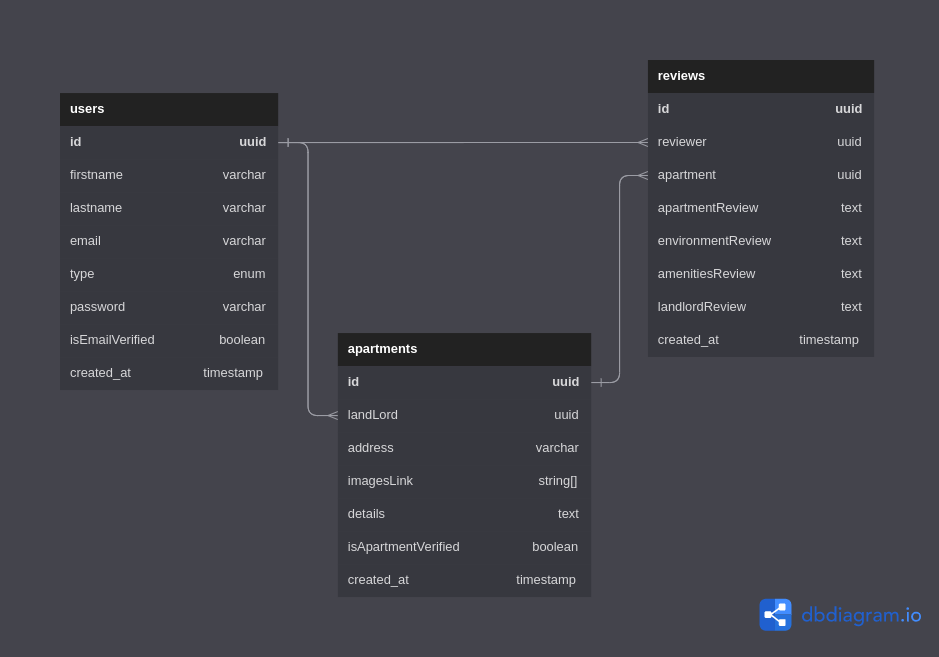 users
id uuid
firstname varchar
lastname varchar
email varchar
type enum
password varchar
isEmailVerified boolean
created_at timestamp
reviews
id uuid
reviewer uuid
apartment uuid
apartmentReview text
environmentReview text
amenitiesReview text
landlordReview text
created_at timestamp
apartments
id uuid
landLord uuid
address varchar
imagesLink string[]
details text
isApartmentVerified boolean
created_at timestamp
dbdiagram.io